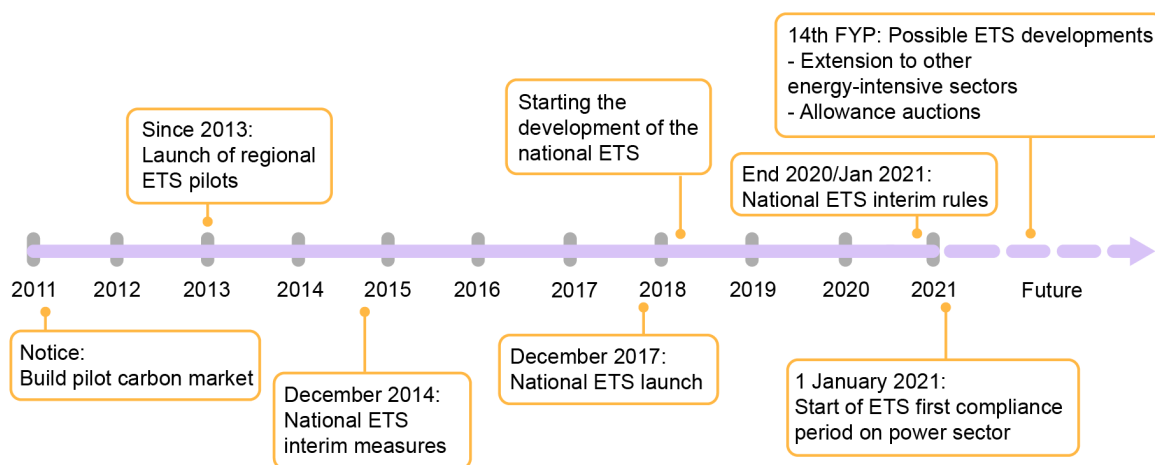 14th FYP: Possible ETS developments
- Extension to other
energy-intensive sectors
- Allowance auctions
Starting the
development of the
national ETS
Since 2013:
Launch of regional
ETS pilots
End 2020/Jan 2021:
National ETS interim rules
2011
2012
2013
2014
2015
2016
2017
2018
2019
2020
2021
Future
Notice:
Build pilot carbon market
December 2014:
National ETS
interim measures
December 2017:
National ETS launch
1 January 2021:
Start of ETS first compliance
period on power sector